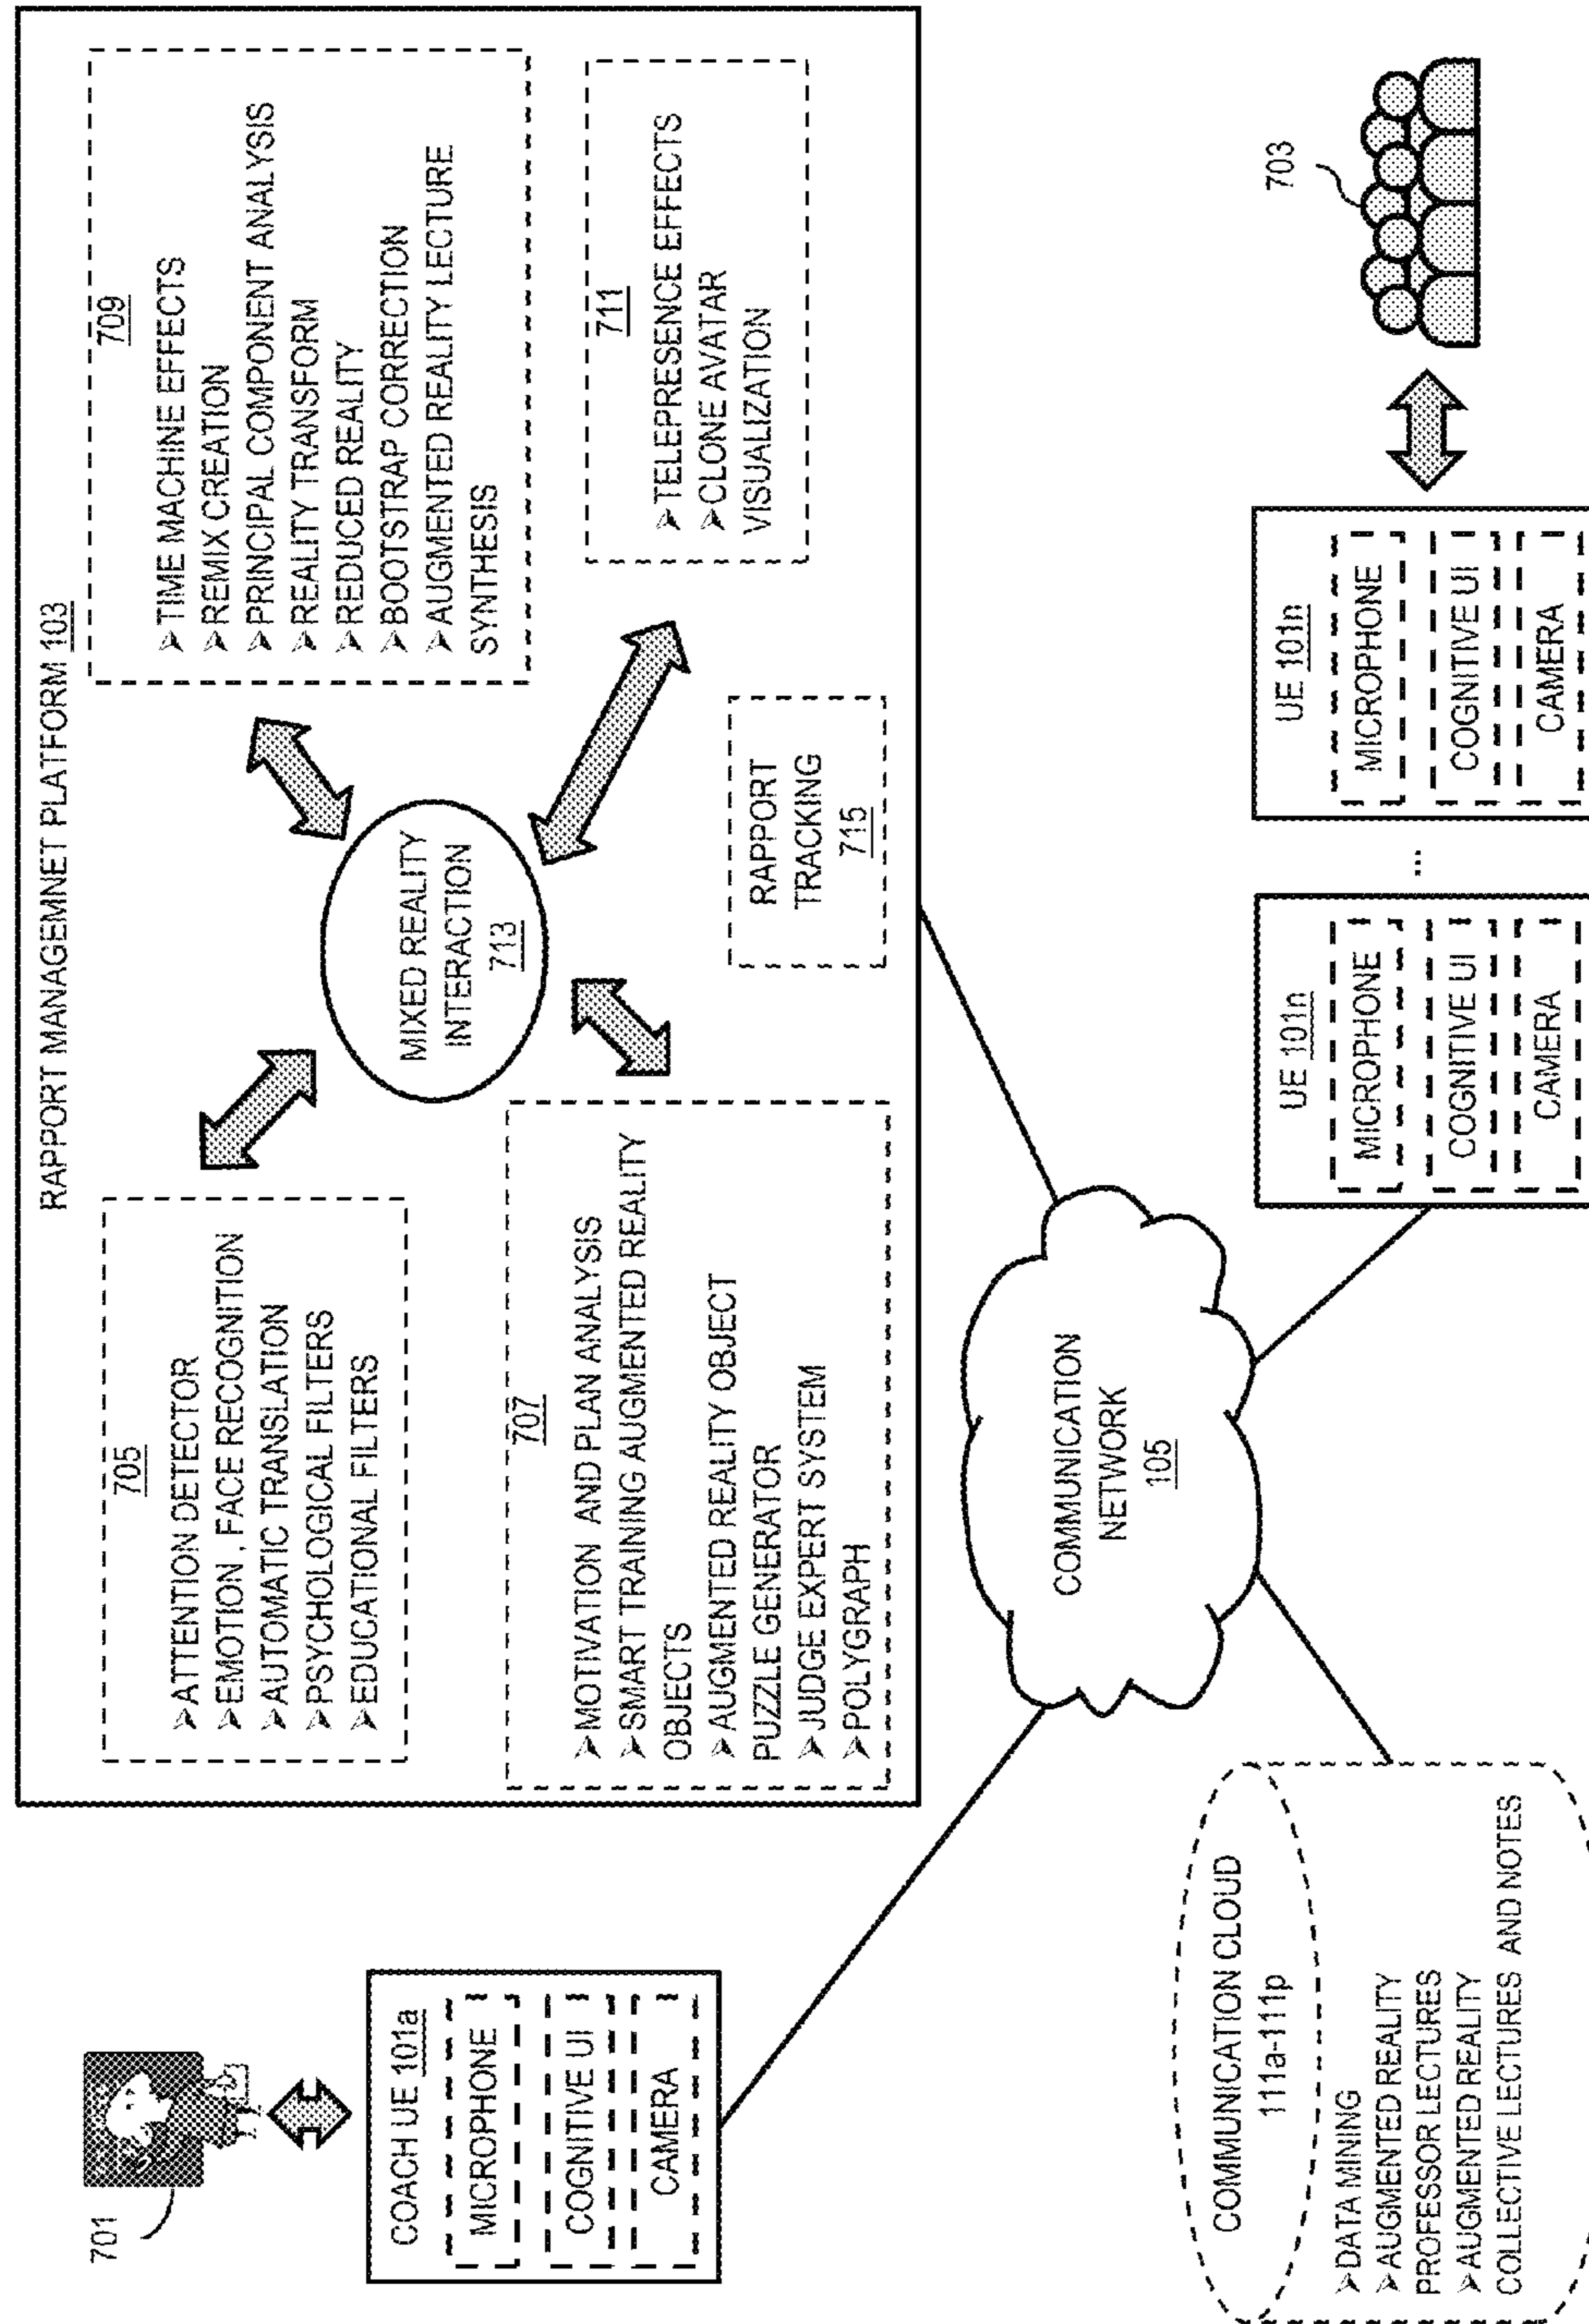 RAPPORT MANAGEMNET PLATFORM 103
701
COACH UE 101a
MICROPHONE
COGNITIVE UI
CAMERA
705
➢ATTENTION DETECTOR
➢EMOTION , FACE RECOGNITION
➢AUTOMATIC TRANSLATION
➢PSYCHOLOGICAL FILTERS
➢EDUCATIONAL FILTERS
707
➢MOTIVATION AND PLAN ANALYSIS
➢SMART TRAINING AUGMENTED REALITY
OBJECTS
➢AUGMENTED REALITY OBJECT
PUZZLE GENERATOR
➢JUDGE EXPERT SYSTEM
➢POLYGRAPH
MIXED REALITY
INTERACTION
713
709
➢TIME MACHINE EFFECTS
➢REMIX CREATION
➢PRINCIPAL COMPONENT ANALYSIS
➢REALITY TRANSFORM
➢REDUCED REALITY
➢BOOTSTRAP CORRECTION
➢AUGMENTED REALITY LECTURE
SYNTHESIS
711
➢TELEPRESENCE EFFECTS
➢CLONE AVATAR
VISUALIZATION
RAPPORT
TRACKING
715
COMMUNICATION
NETWORK
105
COMMUNICATION CLOUD
111a-111p
➢DATA MINING
➢AUGMENTED REALITY
PROFESSOR LECTURES
➢AUGMENTED REALITY
COLLECTIVE LECTURES AND NOTES
UE 101n
MICROPHONE
COGNITIVE UI
CAMERA
...
UE 101n
MICROPHONE
COGNITIVE UI
CAMERA
703